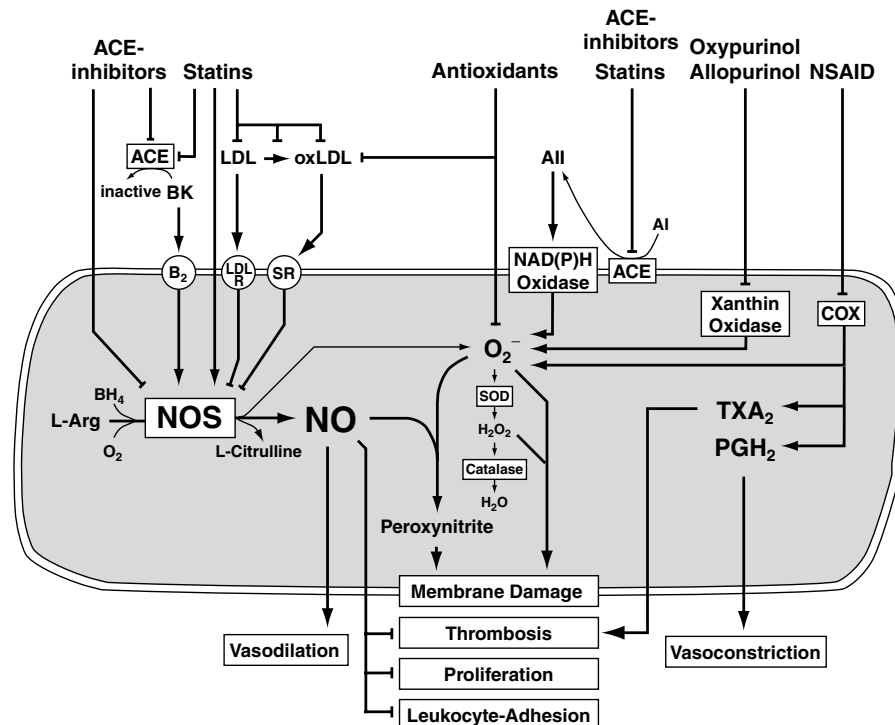 ACE-
inhibitors
Statins
Antioxidants
ACE-
inhibitors
Statins
Oxypurinol
Allopurinol
NSAID
ACE
LDL
oxLDL
AII
inactive BK
AI
B₂
LDL
R
SR
NAD(P)H
Oxidase
ACE
Xanthin
Oxidase
COX
O₂⁻
BH₄
L-Arg
O₂
NOS
L-Citrulline
NO
SOD
H₂O₂
Catalase
H₂O
TXA₂
PGH₂
Peroxynitrite
Membrane Damage
Vasodilation
Thrombosis
Proliferation
Leukocyte-Adhesion
Vasoconstriction